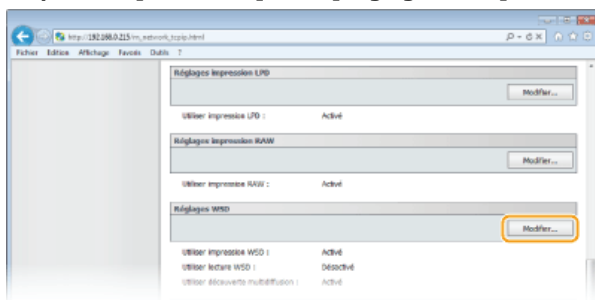 http://192.168.0.215/m_network_tcpip.html
Fichier Edition Affichage Favoris Outils ?
Réglages impression LPD
Modifier...
Utiliser impression LPD : Activé
Réglages impression RAW
Modifier...
Utiliser impression RAW : Activé
Réglages WSD
Modifier...
Utiliser impression WSD : Activé
Utiliser lecture WSD : Désactivé
Utiliser découverte multidiffusion : Activé